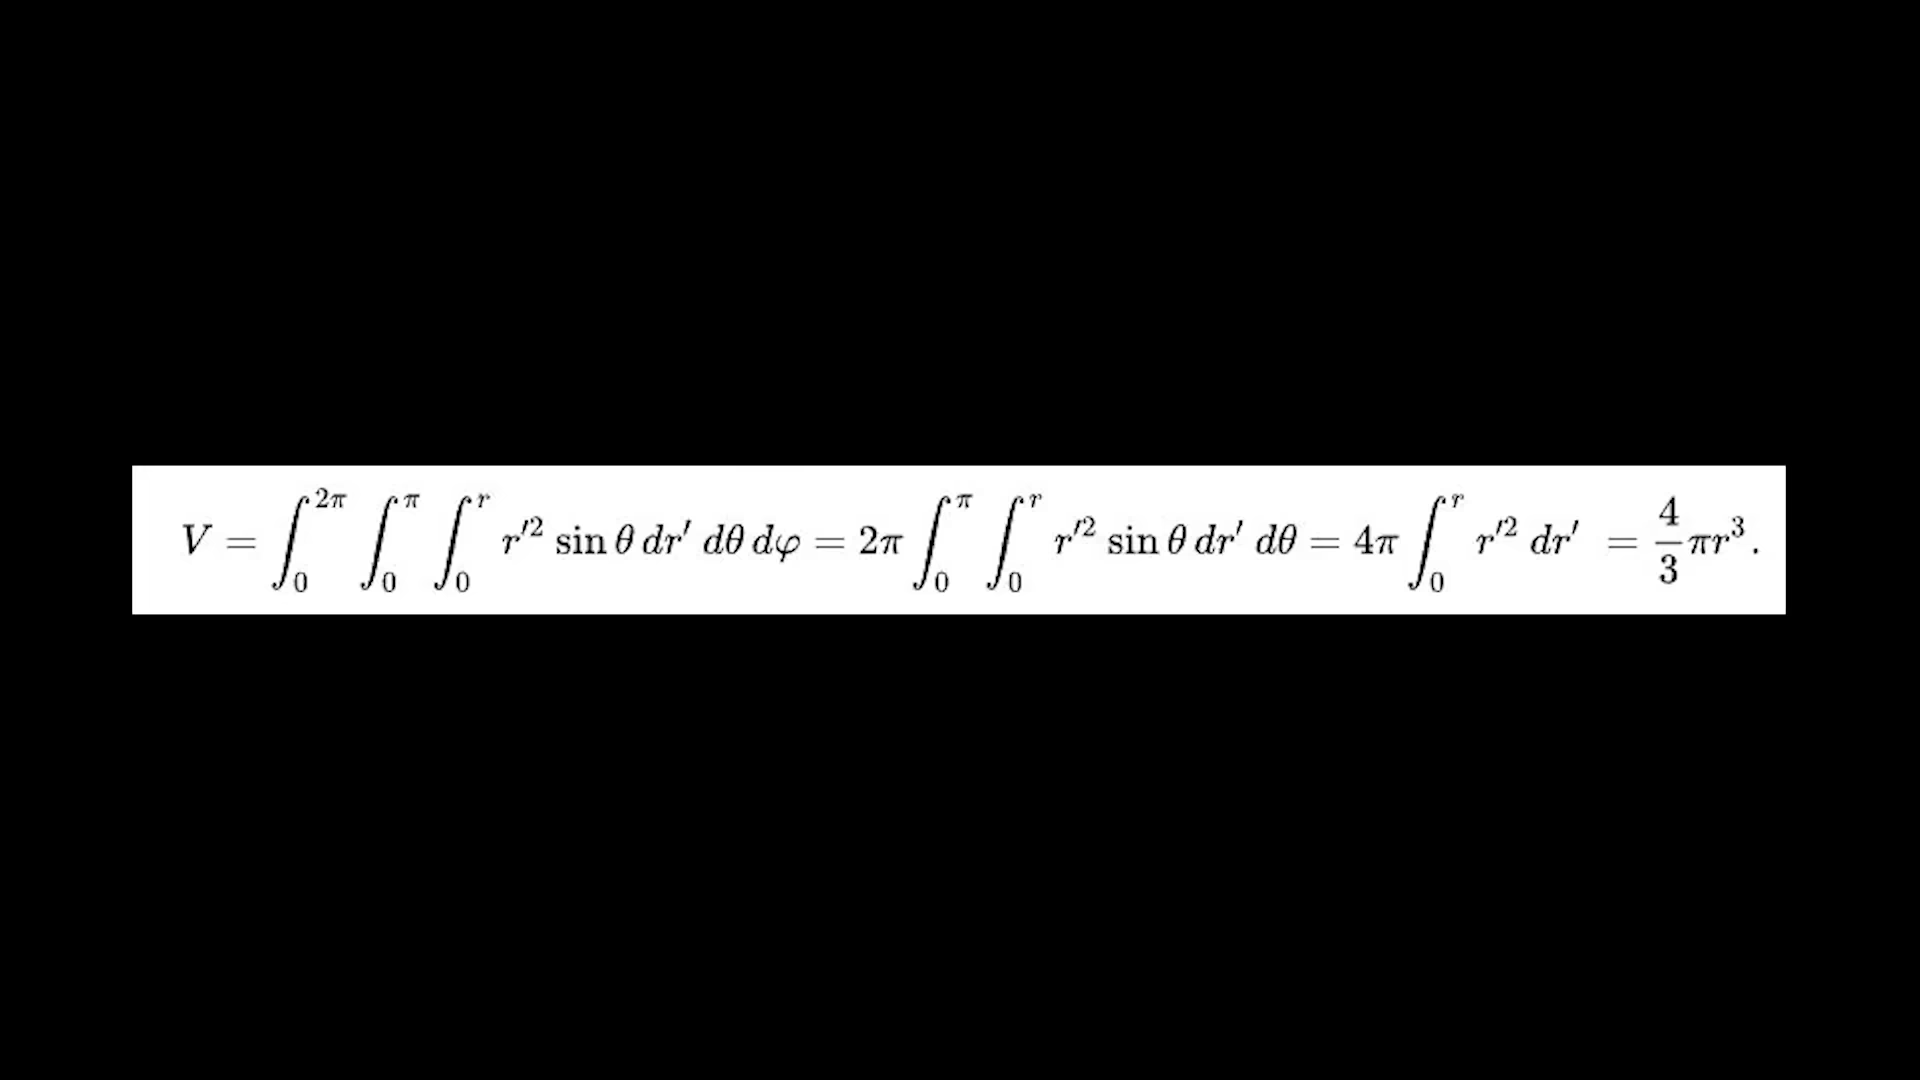 V = ∫₀^{2π} ∫₀^{π} ∫₀^{r} r′² sin θ dr′ dθ dφ = 2π ∫₀^{π} ∫₀^{r} r′² sin θ dr′ dθ = 4π ∫₀^{r} r′² dr′ = 4/3 πr³.